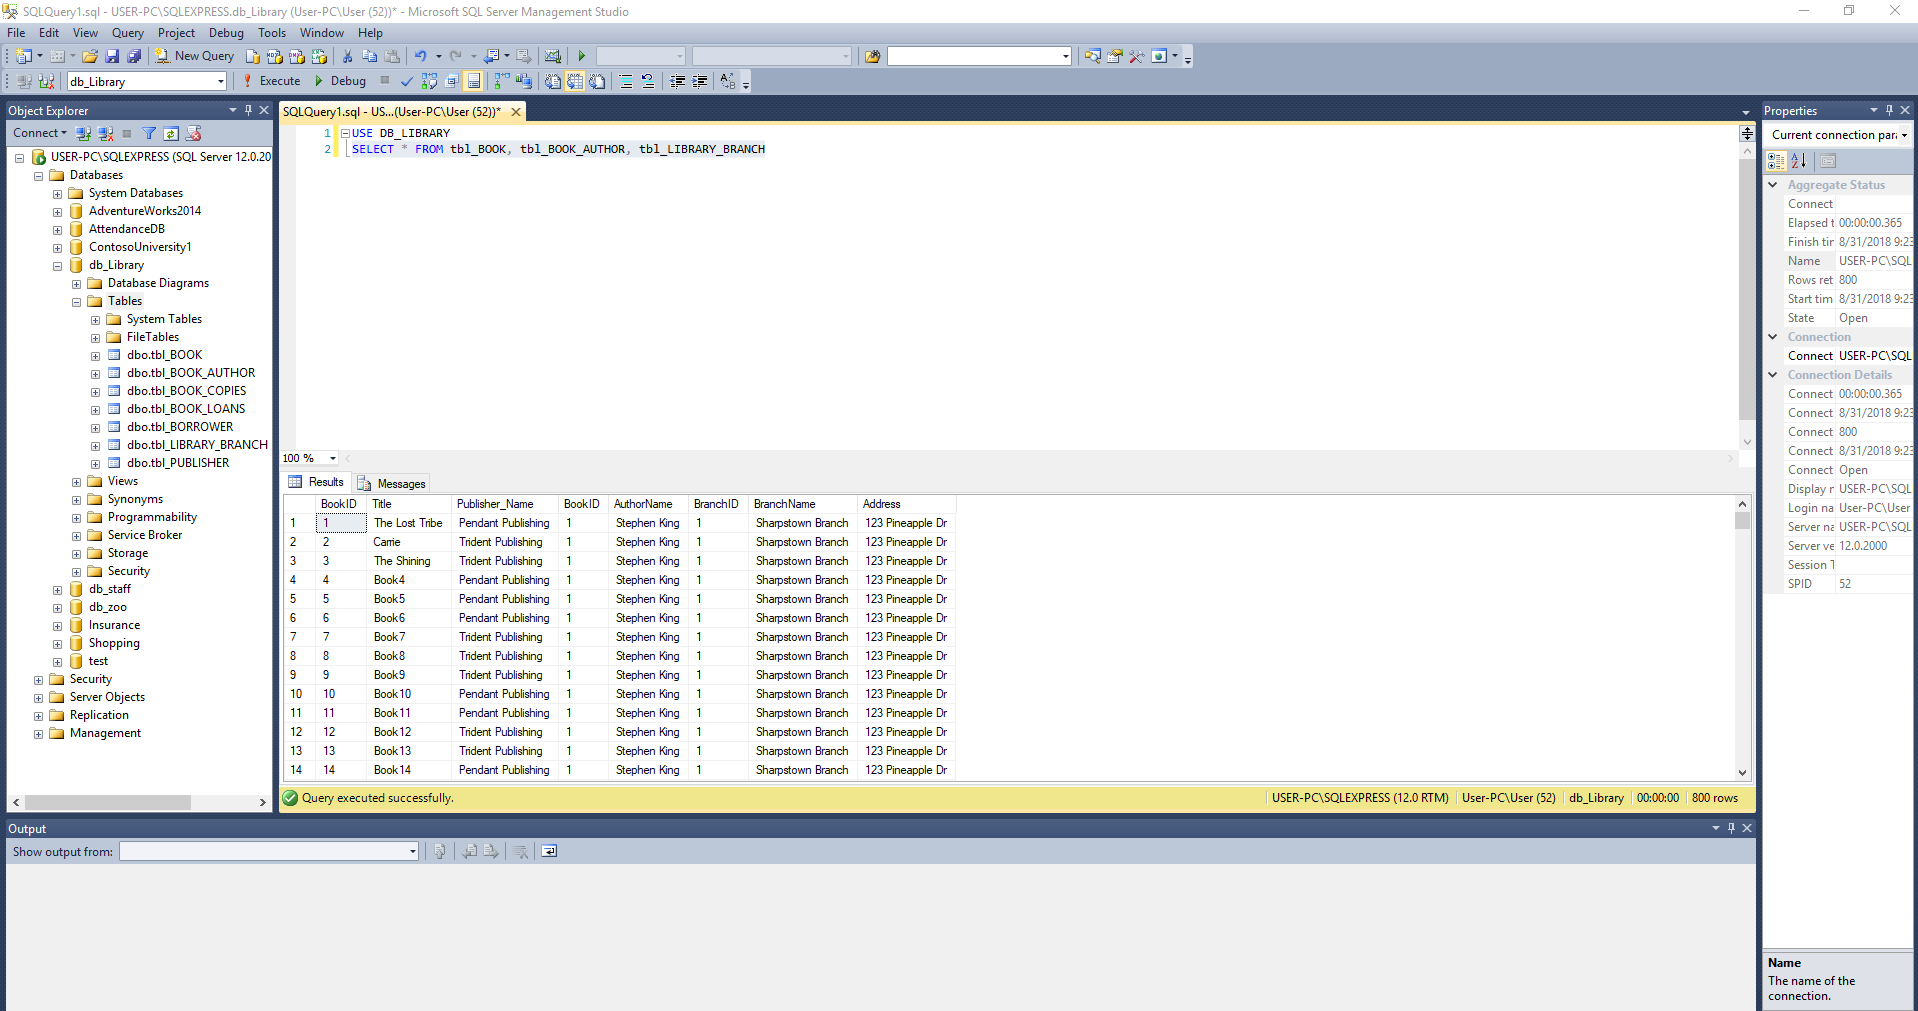 SQLQuery1.sql - USER-PC\SQLEXPRESS.db_Library (User-PC\User (52))* - Microsoft SQL Server Management Studio
File Edit View Query Project Debug Tools Window Help
New Query
db_Library Execute Debug
Object Explorer
Connect
USER-PC\SQLEXPRESS (SQL Server 12.0.20
Databases
System Databases
AdventureWorks2014
AttendanceDB
ContosoUniversity1
db_Library
Database Diagrams
Tables
System Tables
FileTables
dbo.tbl_BOOK
dbo.tbl_BOOK_AUTHOR
dbo.tbl_BOOK_COPIES
dbo.tbl_BOOK_LOANS
dbo.tbl_BORROWER
dbo.tbl_LIBRARY_BRANCH
dbo.tbl_PUBLISHER
Views
Synonyms
Programmability
Service Broker
Storage
Security
db_staff
db_zoo
Insurance
Shopping
test
Security
Server Objects
Replication
Management
SQLQuery1.sql - US...(User-PC\User (52))*
1 USE DB_LIBRARY
2 SELECT * FROM tbl_BOOK, tbl_BOOK_AUTHOR, tbl_LIBRARY_BRANCH
100 %
Results Messages
BookID Title Publisher_Name BookID AuthorName BranchID BranchName Address
1 1 The Lost Tribe Pendant Publishing 1 Stephen King 1 Sharpstown Branch 123 Pineapple Dr
2 2 Carrie Trident Publishing 1 Stephen King 1 Sharpstown Branch 123 Pineapple Dr
3 3 The Shining Trident Publishing 1 Stephen King 1 Sharpstown Branch 123 Pineapple Dr
4 4 Book4 Pendant Publishing 1 Stephen King 1 Sharpstown Branch 123 Pineapple Dr
5 5 Book5 Pendant Publishing 1 Stephen King 1 Sharpstown Branch 123 Pineapple Dr
6 6 Book6 Pendant Publishing 1 Stephen King 1 Sharpstown Branch 123 Pineapple Dr
7 7 Book7 Trident Publishing 1 Stephen King 1 Sharpstown Branch 123 Pineapple Dr
8 8 Book8 Trident Publishing 1 Stephen King 1 Sharpstown Branch 123 Pineapple Dr
9 9 Book9 Trident Publishing 1 Stephen King 1 Sharpstown Branch 123 Pineapple Dr
10 10 Book10 Pendant Publishing 1 Stephen King 1 Sharpstown Branch 123 Pineapple Dr
11 11 Book11 Pendant Publishing 1 Stephen King 1 Sharpstown Branch 123 Pineapple Dr
12 12 Book12 Trident Publishing 1 Stephen King 1 Sharpstown Branch 123 Pineapple Dr
13 13 Book13 Trident Publishing 1 Stephen King 1 Sharpstown Branch 123 Pineapple Dr
14 14 Book14 Pendant Publishing 1 Stephen King 1 Sharpstown Branch 123 Pineapple Dr
Query executed successfully. USER-PC\SQLEXPRESS (12.0 RTM) User-PC\User (52) db_Library 00:00:00 800 rows
Output
Show output from:
Properties
Current connection para
Aggregate Status
Connect
Elapsed t 00:00:00.365
Finish tir 8/31/2018 9:23
Name USER-PC\SQL
Rows ret 800
Start tim 8/31/2018 9:23
State Open
Connection
Connect USER-PC\SQL
Connection Details
Connect 00:00:00.365
Connect 8/31/2018 9:23
Connect 800
Connect 8/31/2018 9:23
Connect Open
Display n USER-PC\SQL
Login na User-PC\User
Server na USER-PC\SQL
Server ve 12.0.2000
Session T
SPID 52
Name
The name of the
connection.